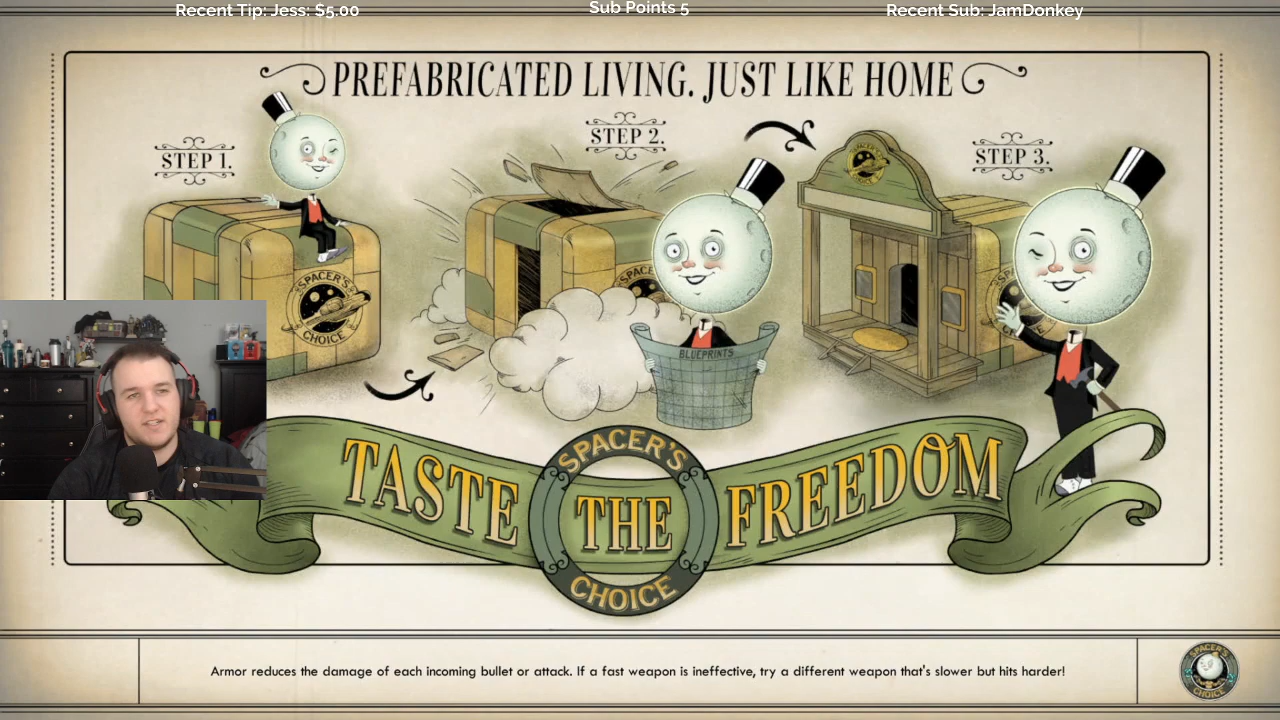 Recent Tip: Jess: $5.00
Sub Points 5
Recent Sub: JamDonkey
PREFABRICATED LIVING. JUST LIKE HOME
STEP 1.
STEP 2.
STEP 3.
SPACER'S
CHOICE
SPACER'S
SPACER'S
CHOICE
BLUEPRINTS
SPACER'S
CHOICE
TASTE THE FREEDOM
Armor reduces the damage of each incoming bullet or attack. If a fast weapon is ineffective, try a different weapon that's slower but hits harder!
SPACER'S
CHOICE